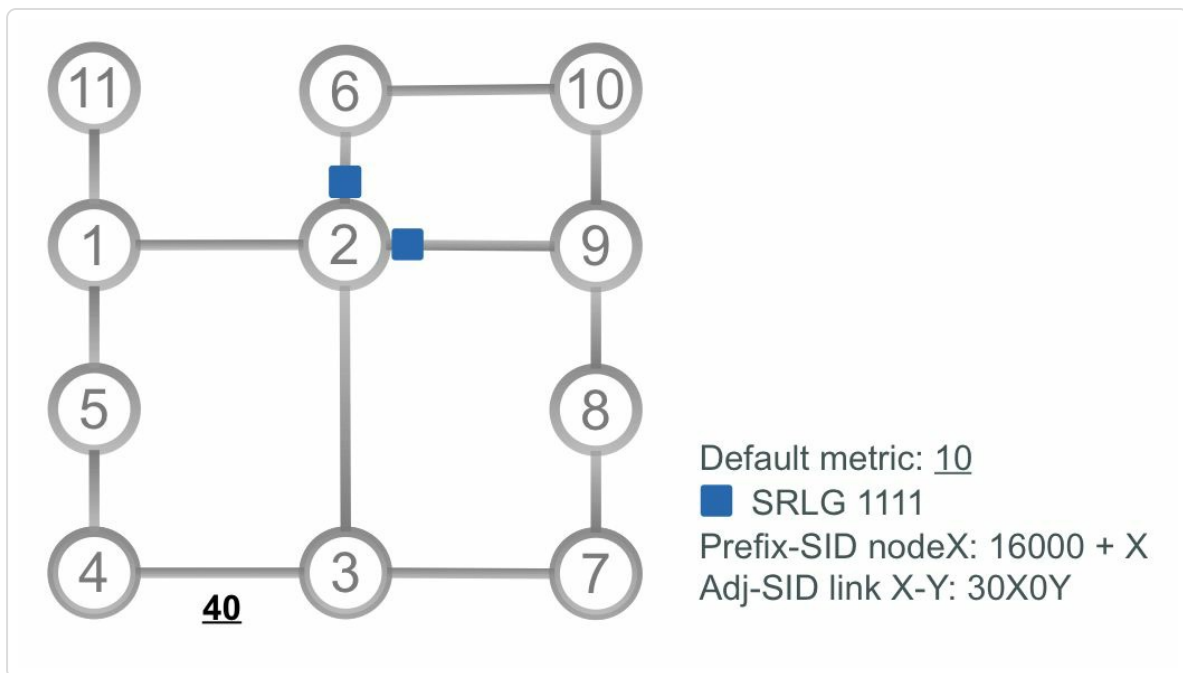 11 6 10
1 2 9
5 8
4 3 7
40
Default metric: 10
SRLG 1111
Prefix-SID nodeX: 16000 + X
Adj-SID link X-Y: 30X0Y